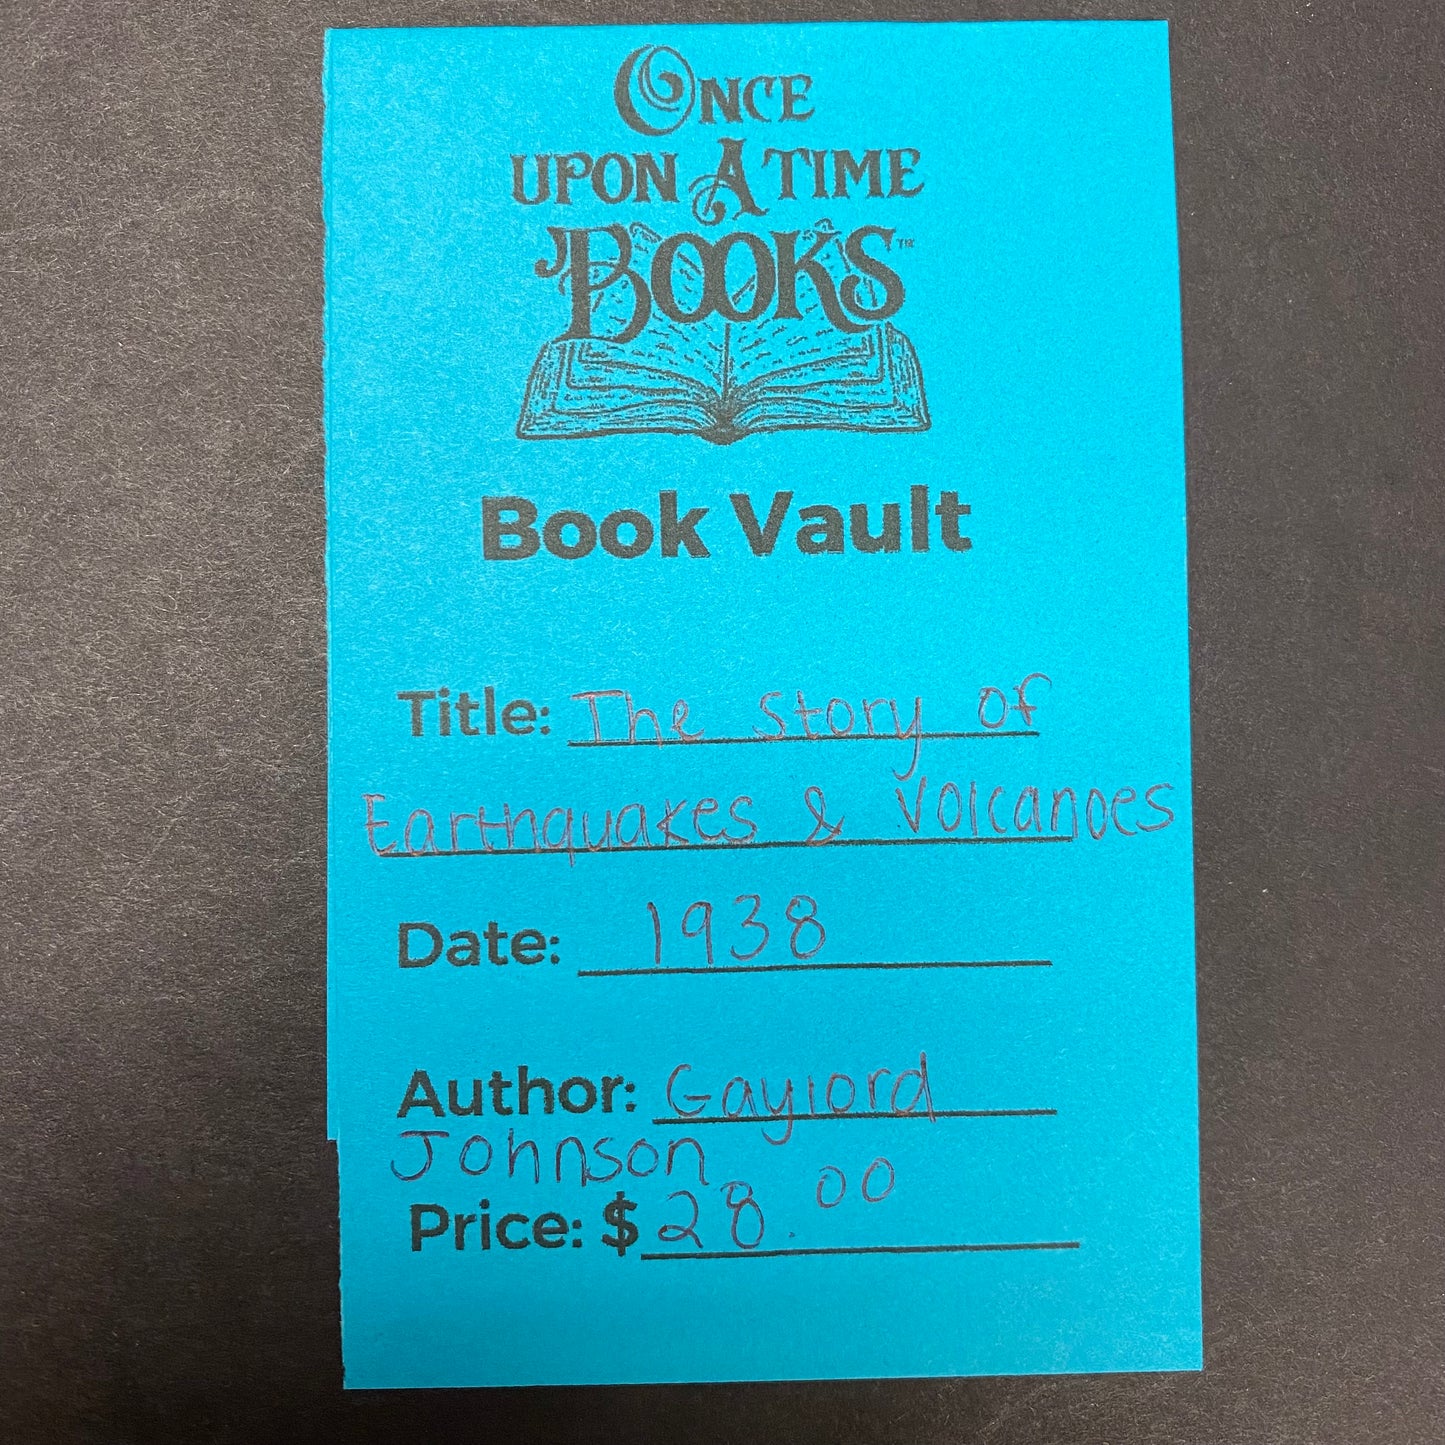 ONCE
UPON A TIME
BOOKS™
Book Vault
Title: The Story of
Earthquakes & Volcanoes
Date: 1938
Author: Gaylord
Johnson
Price: $28.00